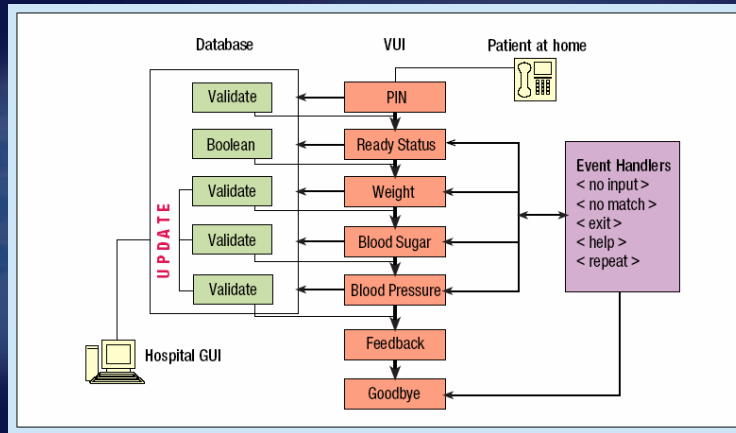 Database
VUI
Patient at home
Validate
PIN
Boolean
Ready Status
Event Handlers
< no input >
< no match >
< exit >
< help >
< repeat >
Validate
Weight
UPDATE
Validate
Blood Sugar
Validate
Blood Pressure
Feedback
Hospital GUI
Goodbye